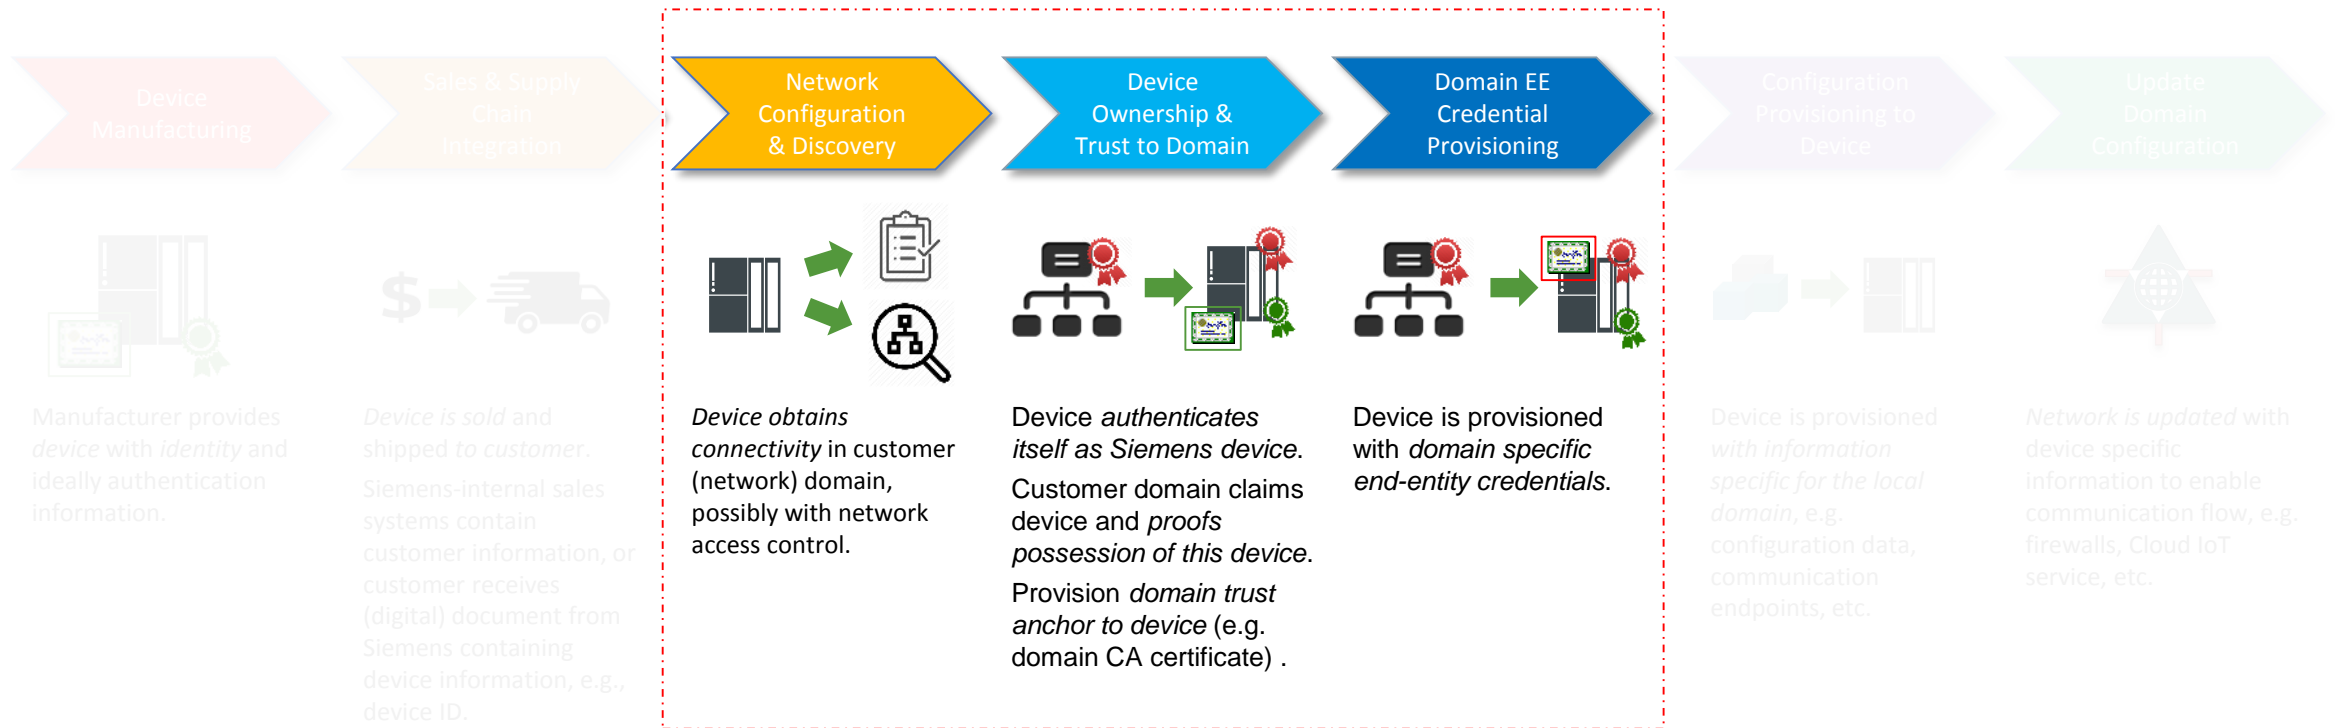 Device
Manufacturing
Sales & Supply
Chain
Integration
Network
Configuration
& Discovery
Device
Ownership &
Trust to Domain
Domain EE
Credential
Provisioning
Configuration
Provisioning to
Device
Update
Domain
Configuration
$
Manufacturer provides
device with identity and
ideally authentication
information.
Device is sold and
shipped to customer.
Siemens-internal sales
systems contain
customer information, or
customer receives
(digital) document from
Siemens containing
device information, e.g.,
device ID.
Device obtains
connectivity in customer
(network) domain,
possibly with network
access control.
Device authenticates
itself as Siemens device.
Customer domain claims
device and proofs
possession of this device.
Provision domain trust
anchor to device (e.g.
domain CA certificate) .
Device is provisioned
with domain specific
end-entity credentials.
Device is provisioned
with information
specific for the local
domain, e.g.
configuration data,
communication
endpoints, etc.
Network is updated with
device specific
information to enable
communication flow, e.g.
firewalls, Cloud IoT
service, etc.